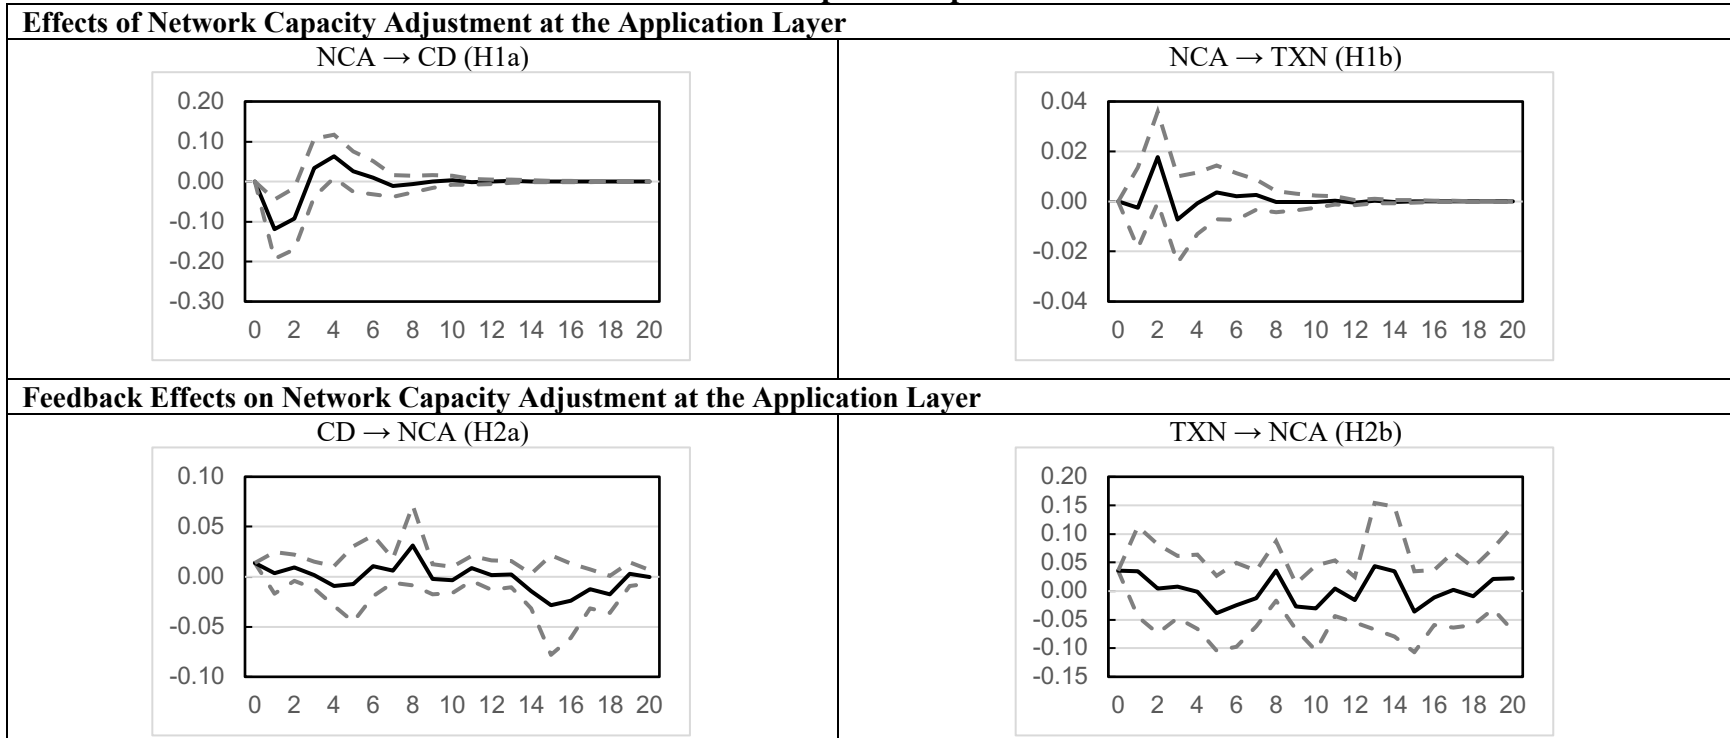 Effects of Network Capacity Adjustment at the Application Layer
NCA → CD (H1a)
0.20
0.10
0.00
-0.10
-0.20
-0.30
0 2 4 6 8 10 12 14 16 18 20
NCA → TXN (H1b)
0.04
0.02
0.00
-0.02
-0.04
0 2 4 6 8 10 12 14 16 18 20
Feedback Effects on Network Capacity Adjustment at the Application Layer
CD → NCA (H2a)
0.10
0.05
0.00
-0.05
-0.10
0 2 4 6 8 10 12 14 16 18 20
TXN → NCA (H2b)
0.20
0.15
0.10
0.05
0.00
-0.05
-0.10
-0.15
0 2 4 6 8 10 12 14 16 18 20